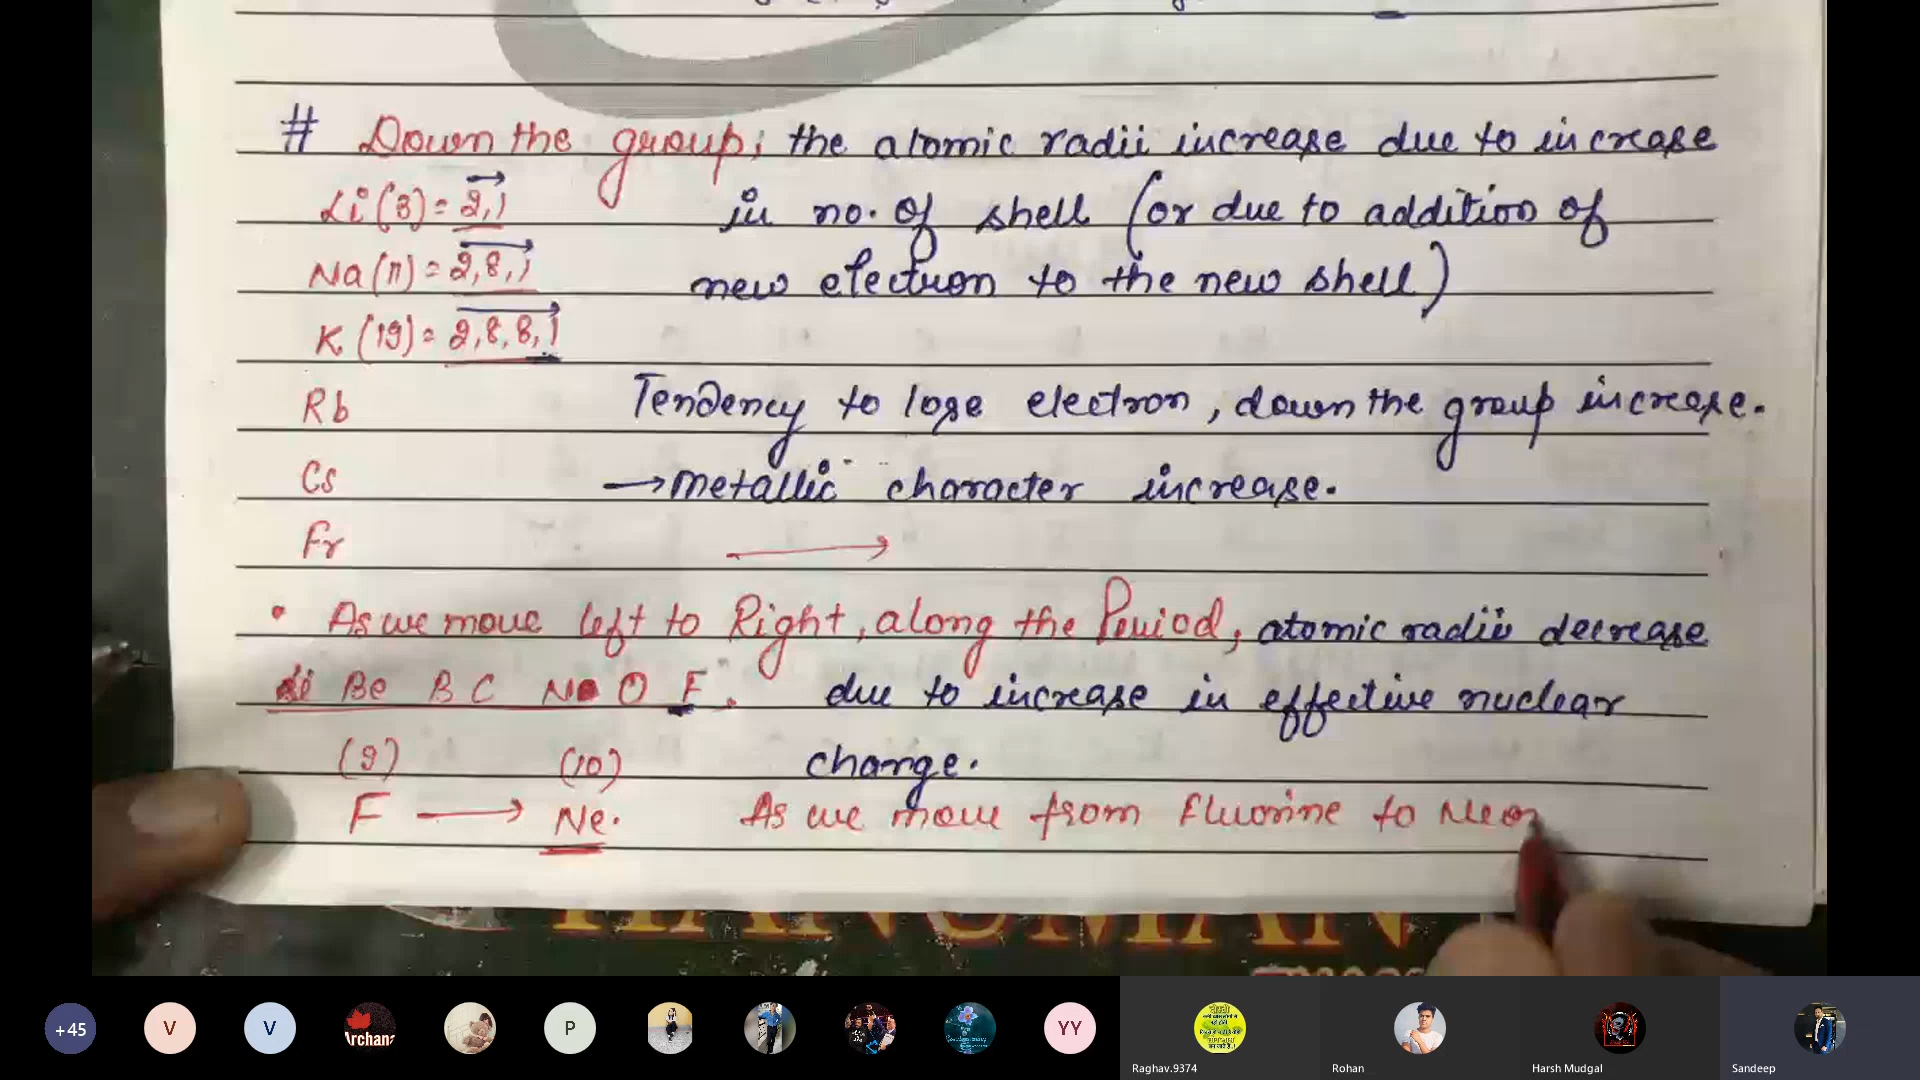 # Down the group; the atomic radii increase due to increase
Li(3) = 2,1 in no. of shell (or due to addition of
Na(11) = 2,8,1 new electron to the new shell)
K(19) = 2,8,8,1
Rb Tendency to lose electron, down the group increase.
Cs → metallic character increase.
Fr →
• As we move left to Right, along the Period, atomic radii decrease
Li Be B C N O F. due to increase in effective nuclear
(9) (10) charge.
F → Ne. As we move from Fluorine to Neon
HANUMAN
+45
V
V
Archana
P
YY
Raghav.9374
Rohan
Harsh Mudgal
Sandeep